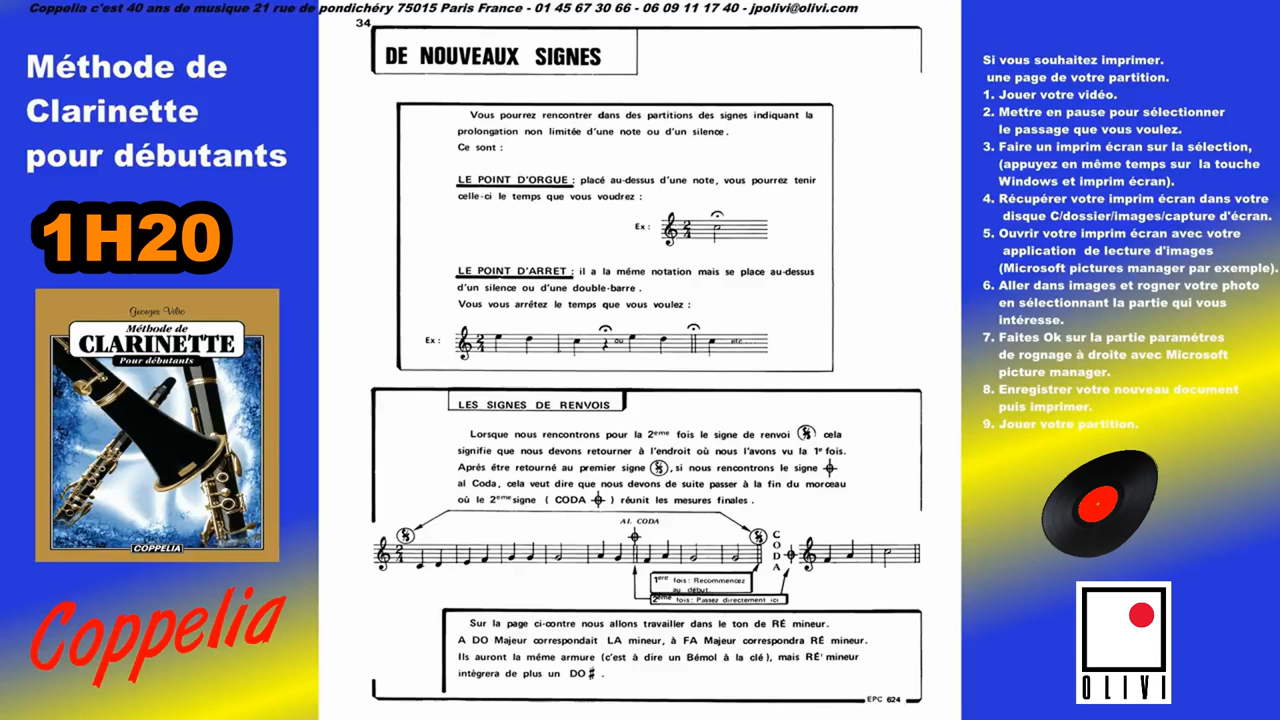 Coppelia c'est 40 ans de musique 21 rue de pondichéry 75015 Paris France - 01 45 67 30 66 - 06 09 11 17 40 - jpolivi@olivi.com
Méthode de
Clarinette
pour débutants
1H20
Georges Vilio
Méthode de
CLARINETTE
Pour débutants
COPPELIA
Coppelia
34
DE NOUVEAUX SIGNES
Vous pourrez rencontrer dans des partitions des signes indiquant la
prolongation non limitée d'une note ou d'un silence.
Ce sont :
LE POINT D'ORGUE : placé au-dessus d'une note, vous pourrez tenir
celle-ci le temps que vous voudrez :
Ex :
LE POINT D'ARRET : il a la même notation mais se place au-dessus
d'un silence ou d'une double-barre.
Vous vous arrêtez le temps que vous voulez :
Ex :
ou
etc...
LES SIGNES DE RENVOIS
Lorsque nous rencontrons pour la 2eme fois le signe de renvoi cela
signifie que nous devons retourner à l'endroit où nous l'avons vu la 1e fois.
Après être retourné au premier signe , si nous rencontrons le signe
al Coda, cela veut dire que nous devons de suite passer à la fin du morceau
où le 2eme signe ( CODA ) réunit les mesures finales.
AL CODA
CODA
1ere fois : Recommencez
au début.
2eme fois : Passez directement ici
Sur la page ci-contre nous allons travailler dans le ton de RÉ mineur.
A DO Majeur correspondait LA mineur, à FA Majeur correspondra RÉ mineur.
Ils auront la même armure (c'est à dire un Bémol à la clé), mais RÉ mineur
intègrera de plus un DO #.
EPC 624
Si vous souhaitez imprimer.
une page de votre partition.
1. Jouer votre vidéo.
2. Mettre en pause pour sélectionner
le passage que vous voulez.
3. Faire un imprim écran sur la sélection,
(appuyez en même temps sur la touche
Windows et imprim écran).
4. Récupérer votre imprim écran dans votre
disque C/dossier/images/capture d'écran.
5. Ouvrir votre imprim écran avec votre
application de lecture d'images
(Microsoft pictures manager par exemple).
6. Aller dans images et rogner votre photo
en sélectionnant la partie qui vous
intéresse.
7. Faites Ok sur la partie paramétres
de rognage à droite avec Microsoft
picture manager.
8. Enregistrer votre nouveau document
puis imprimer.
9. Jouer votre partition.
OLIVI